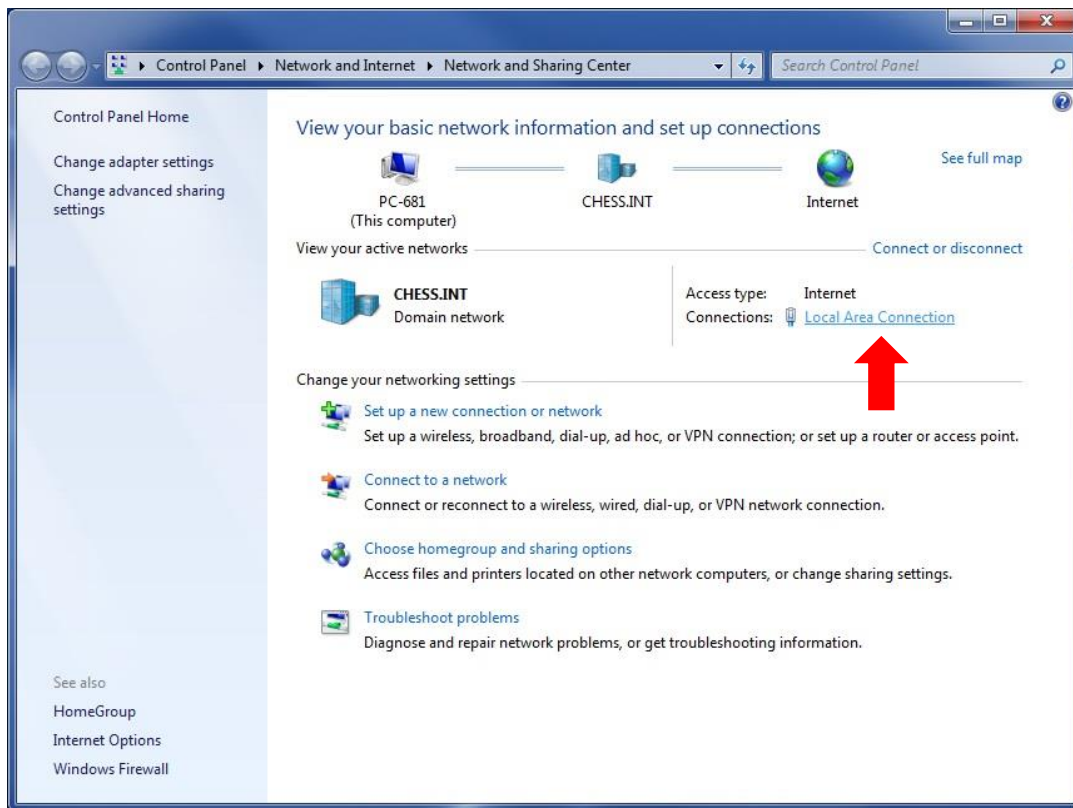 Control Panel ▸ Network and Internet ▸ Network and Sharing Center
Search Control Panel
Control Panel Home
Change adapter settings
Change advanced sharing
settings
See also
HomeGroup
Internet Options
Windows Firewall
View your basic network information and set up connections
See full map
PC-681
(This computer)
CHESS.INT
Internet
View your active networks
Connect or disconnect
CHESS.INT
Domain network
Access type: Internet
Connections: Local Area Connection
Change your networking settings
Set up a new connection or network
Set up a wireless, broadband, dial-up, ad hoc, or VPN connection; or set up a router or access point.
Connect to a network
Connect or reconnect to a wireless, wired, dial-up, or VPN network connection.
Choose homegroup and sharing options
Access files and printers located on other network computers, or change sharing settings.
Troubleshoot problems
Diagnose and repair network problems, or get troubleshooting information.